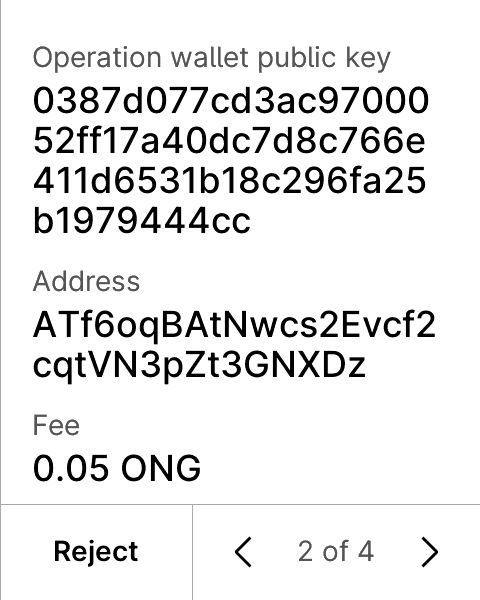 Operation wallet public key
0387d077cd3ac97000
52ff17a40dc7d8c766e
411d6531b18c296fa25
b1979444cc
Address
ATf6oqBAtNwcs2Evcf2
cqtVN3pZt3GNXDz
Fee
0.05 ONG
Reject
2 of 4